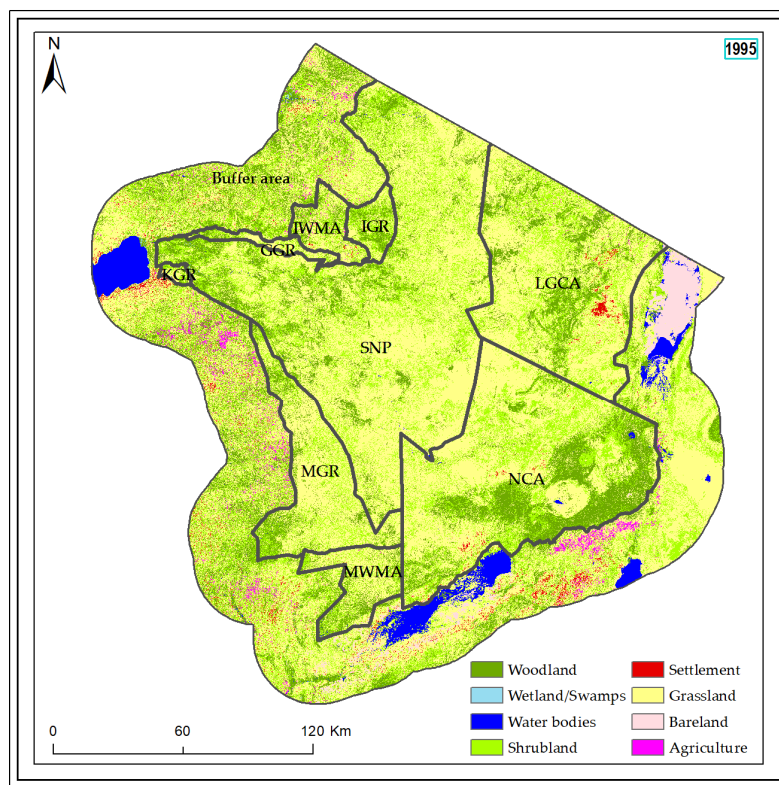 1995
N
Buffer area
IWMA
IGR
GGR
KGR
LGCA
SNP
MGR
NCA
MWMA
Woodland
Settlement
Wetland/Swamps
Grassland
Water bodies
Bareland
Shrubland
Agriculture
0 60 120 Km